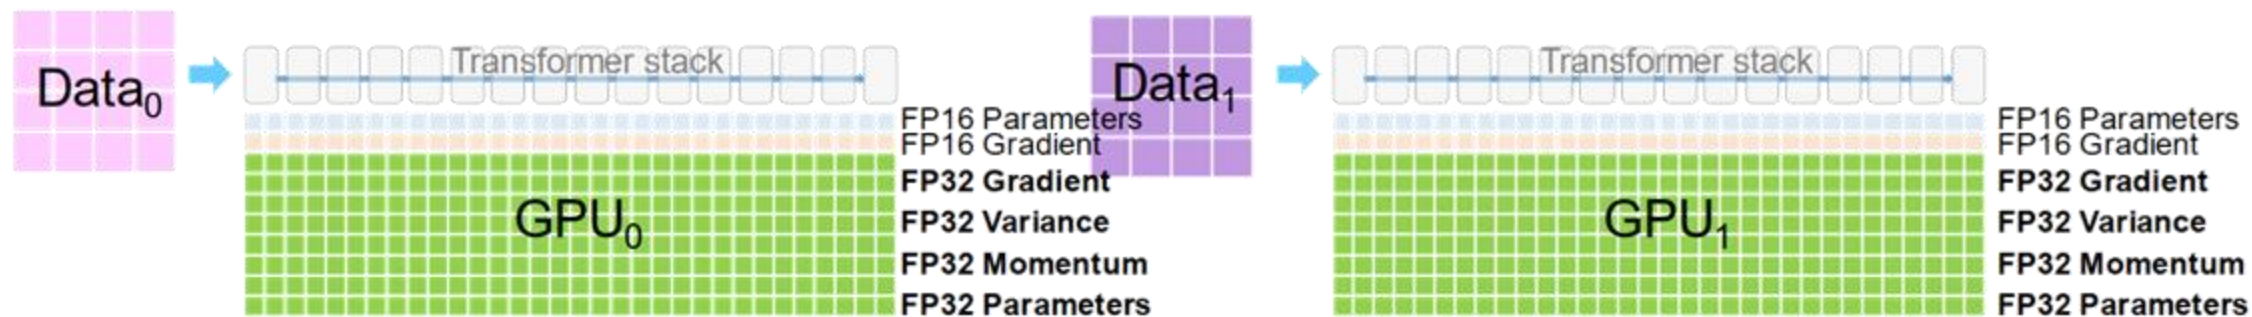 Data0
Transformer stack
FP16 Parameters
FP16 Gradient
FP32 Gradient
FP32 Variance
FP32 Momentum
FP32 Parameters
GPU0
Data1
Transformer stack
FP16 Parameters
FP16 Gradient
FP32 Gradient
FP32 Variance
FP32 Momentum
FP32 Parameters
GPU1